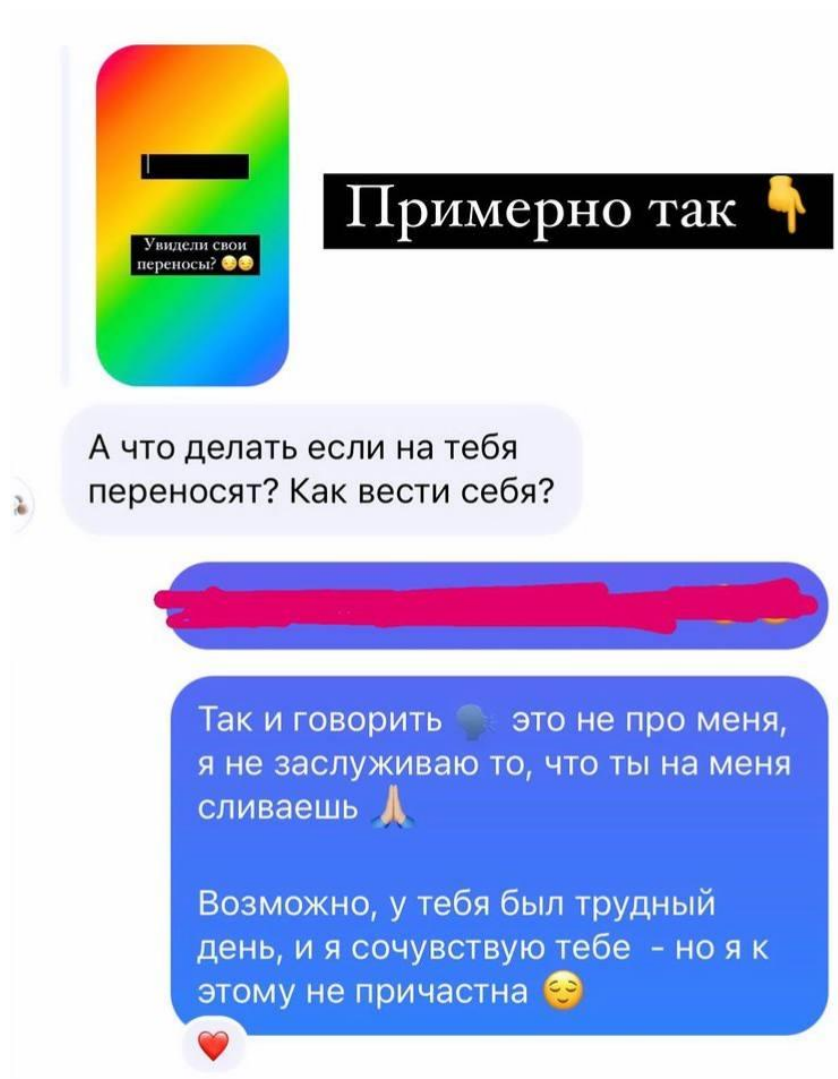 Увидели свои
переносы? 😏😏
Примерно так 👇
А что делать если на тебя
переносят? Как вести себя?
Так и говорить 🗣 это не про меня,
я не заслуживаю то, что ты на меня
сливаешь 🙏🏻
Возможно, у тебя был трудный
день, и я сочувствую тебе - но я к
этому не причастна 😌